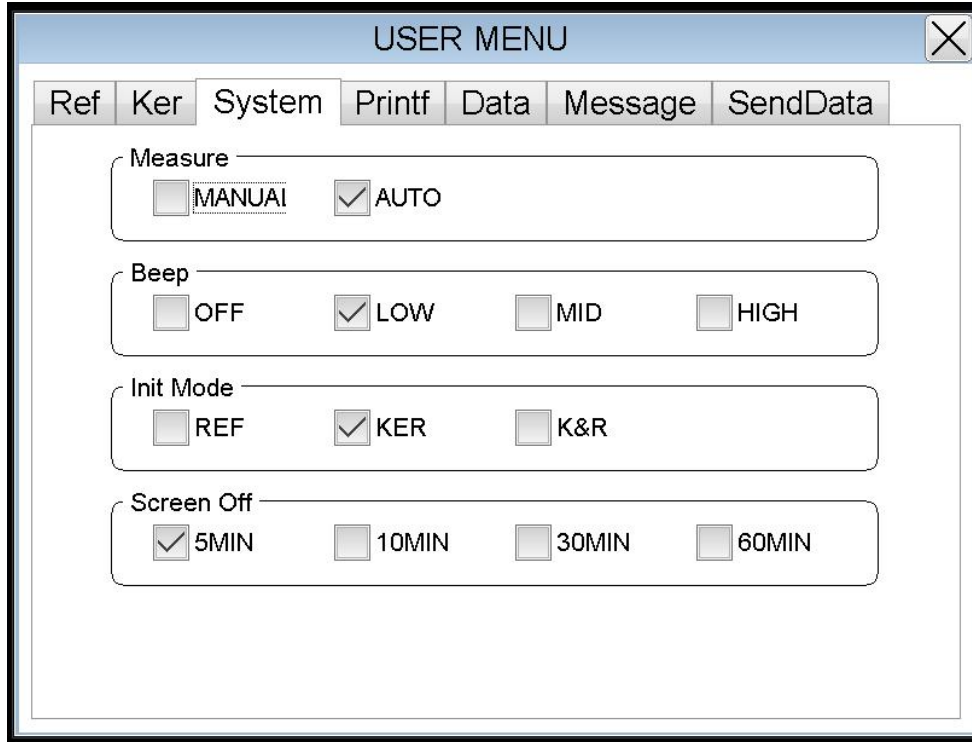 USER MENU
Ref Ker System Printf Data Message SendData
Measure
MANUAL AUTO
Beep
OFF LOW MID HIGH
Init Mode
REF KER K&R
Screen Off
5MIN 10MIN 30MIN 60MIN